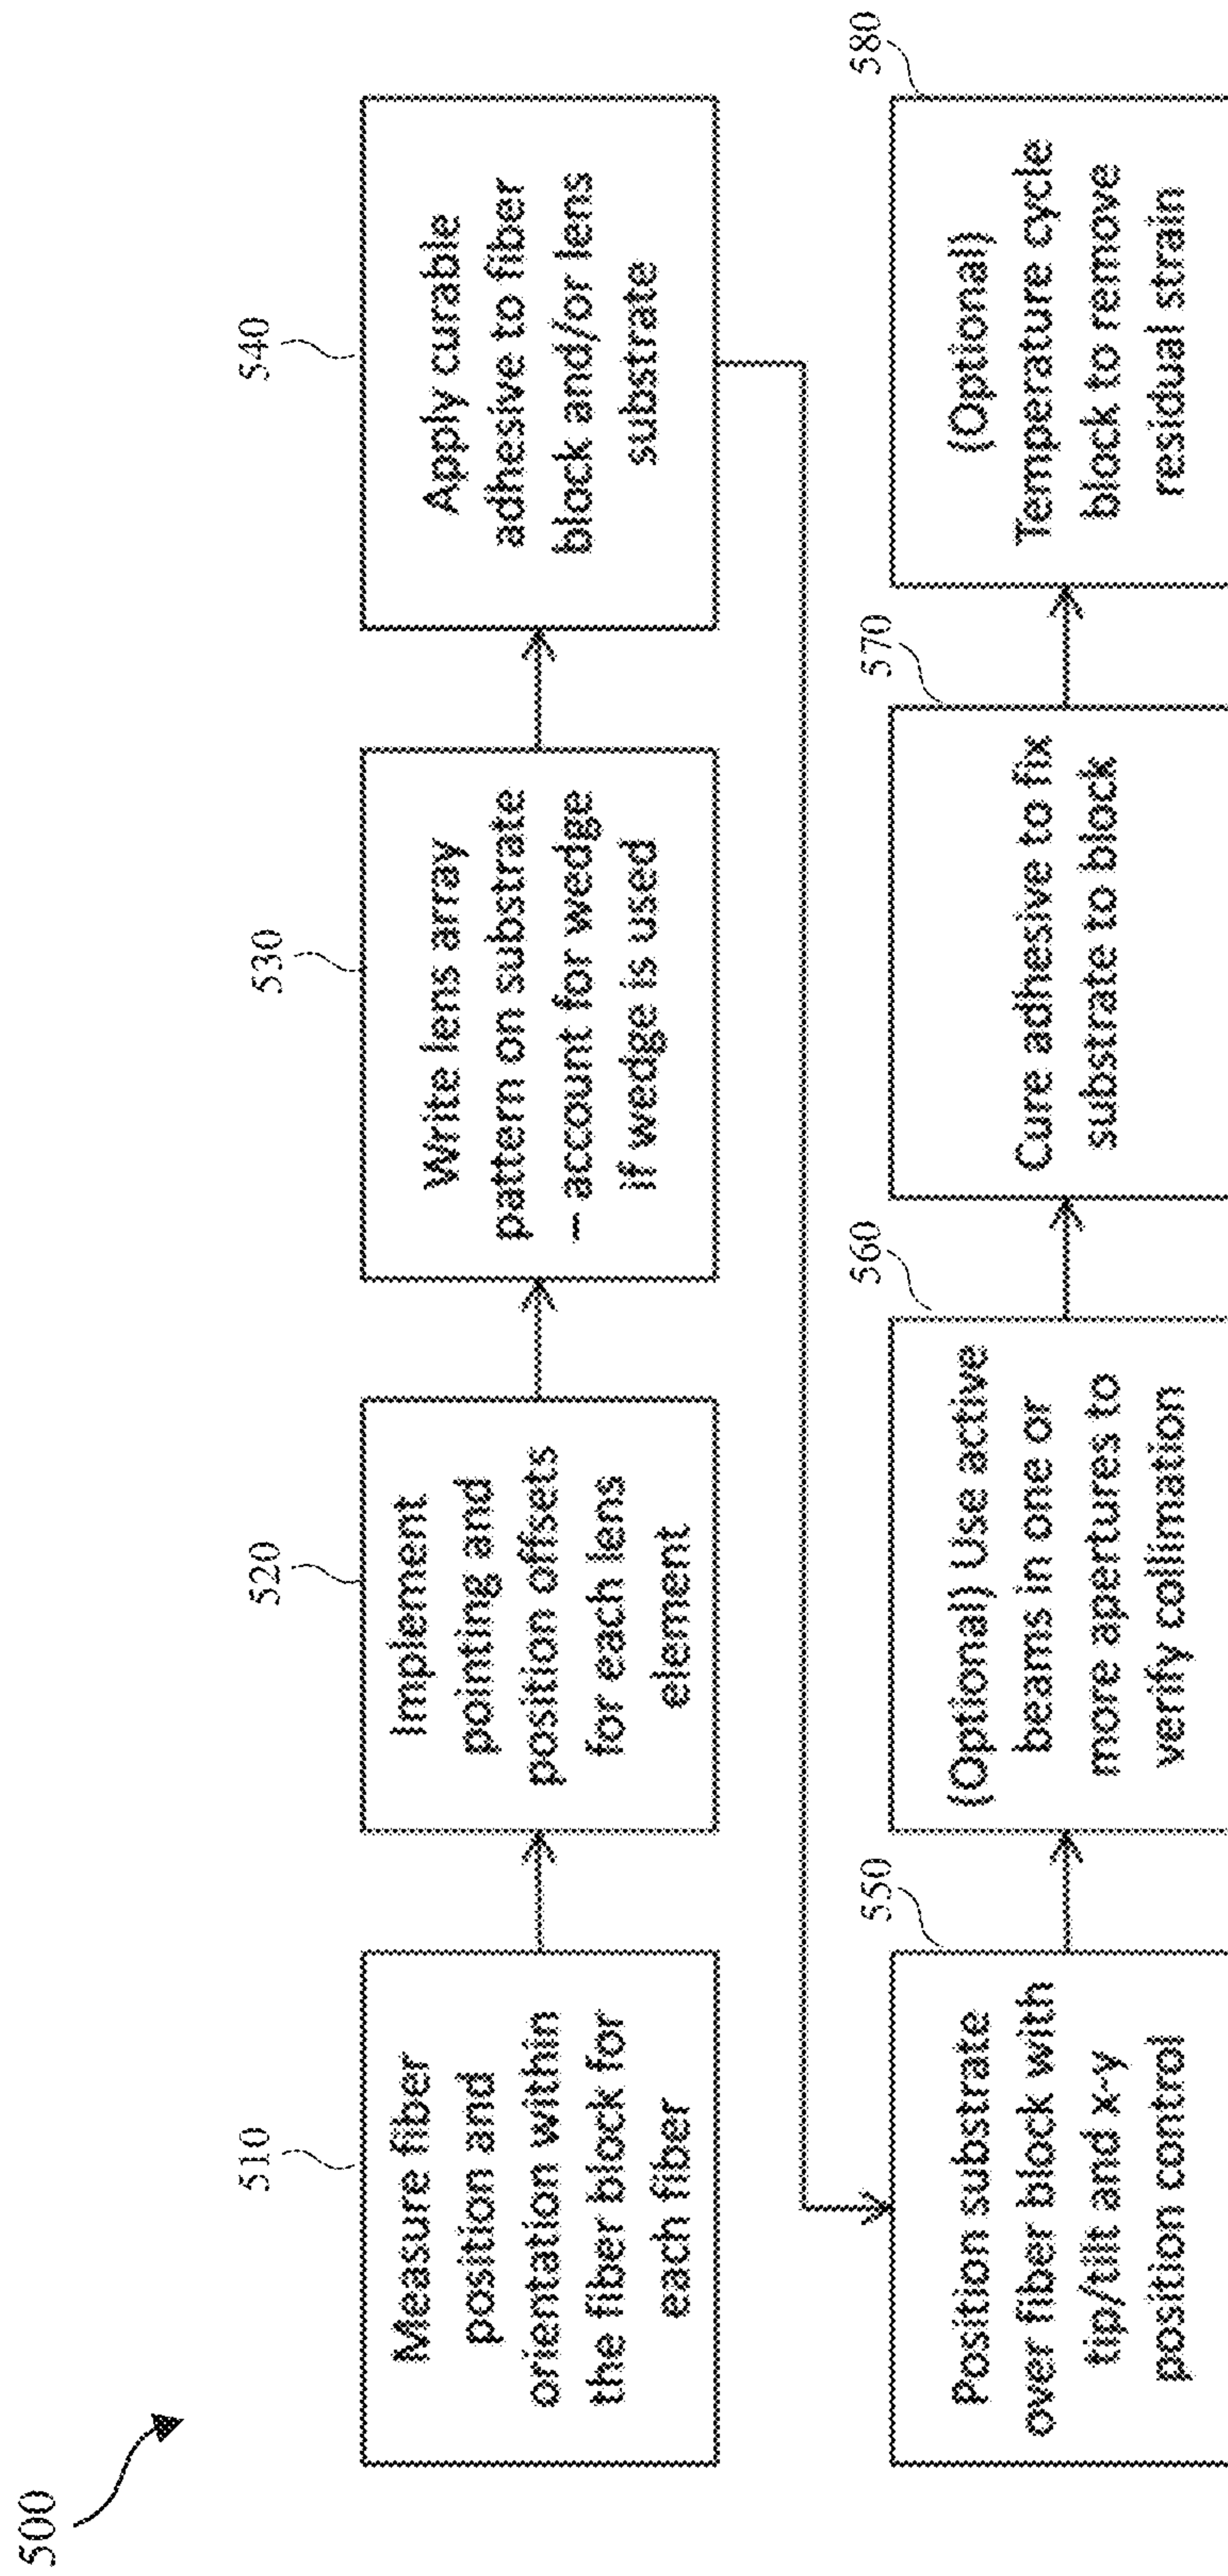 500
510
Measure fiber
position and
orientation within
the fiber block for
each fiber
520
Implement
pointing and
position offsets
for each lens
element
530
Write lens array
pattern on substrate
– account for wedge
if wedge is used
540
Apply curable
adhesive to fiber
block and/or lens
substrate
550
Position substrate
over fiber block with
tip/tilt and x-y
position control
560
(Optional) Use active
beams in one or
more apertures to
verify collimation
570
Cure adhesive to fix
substrate to block
580
(Optional)
Temperature cycle
block to remove
residual strain